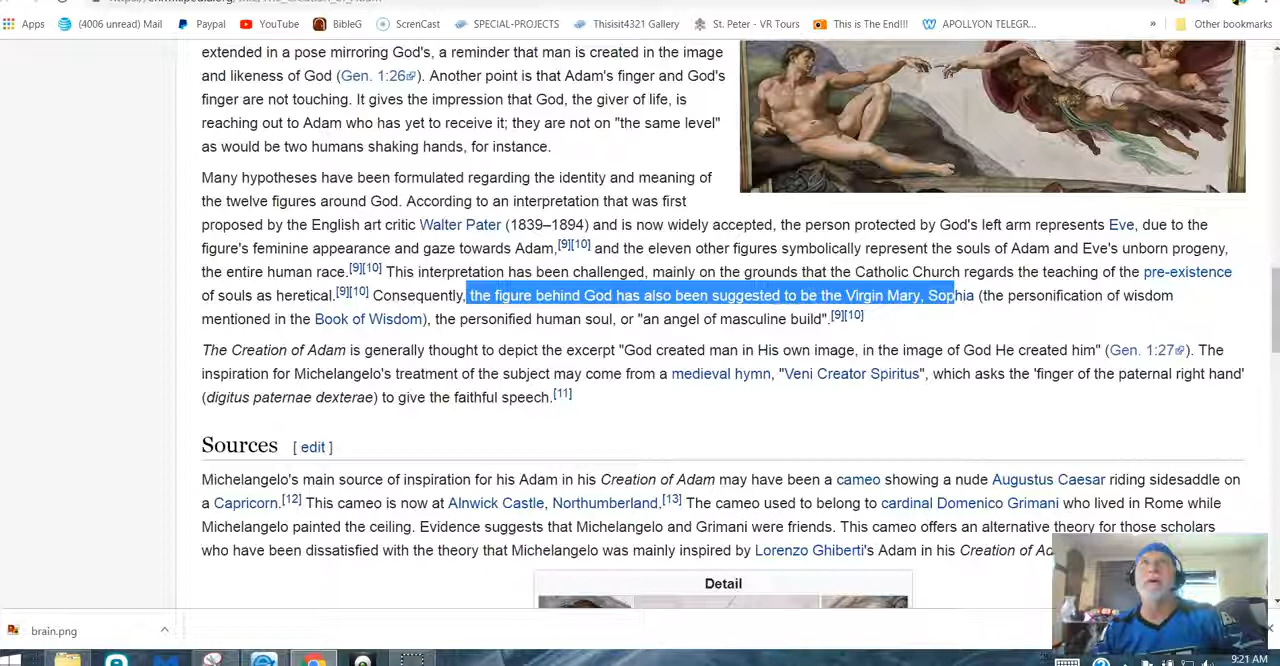 Apps (4006 unread) Mail Paypal YouTube BibleG ScrenCast SPECIAL-PROJECTS Thisisit4321 Gallery St. Peter - VR Tours This is The End!!! APOLLYON TELEGR... » Other bookmarks
extended in a pose mirroring God's, a reminder that man is created in the image
and likeness of God (Gen. 1:26). Another point is that Adam's finger and God's
finger are not touching. It gives the impression that God, the giver of life, is
reaching out to Adam who has yet to receive it; they are not on "the same level"
as would be two humans shaking hands, for instance.
Many hypotheses have been formulated regarding the identity and meaning of
the twelve figures around God. According to an interpretation that was first
proposed by the English art critic Walter Pater (1839–1894) and is now widely accepted, the person protected by God's left arm represents Eve, due to the
figure's feminine appearance and gaze towards Adam,[9][10] and the eleven other figures symbolically represent the souls of Adam and Eve's unborn progeny,
the entire human race.[9][10] This interpretation has been challenged, mainly on the grounds that the Catholic Church regards the teaching of the pre-existence
of souls as heretical.[9][10] Consequently, the figure behind God has also been suggested to be the Virgin Mary, Sophia (the personification of wisdom
mentioned in the Book of Wisdom), the personified human soul, or "an angel of masculine build".[9][10]
The Creation of Adam is generally thought to depict the excerpt "God created man in His own image, in the image of God He created him" (Gen. 1:27). The
inspiration for Michelangelo's treatment of the subject may come from a medieval hymn, "Veni Creator Spiritus", which asks the 'finger of the paternal right hand'
(digitus paternae dexterae) to give the faithful speech.[11]
Sources [ edit ]
Michelangelo's main source of inspiration for his Adam in his Creation of Adam may have been a cameo showing a nude Augustus Caesar riding sidesaddle on
a Capricorn.[12] This cameo is now at Alnwick Castle, Northumberland.[13] The cameo used to belong to cardinal Domenico Grimani who lived in Rome while
Michelangelo painted the ceiling. Evidence suggests that Michelangelo and Grimani were friends. This cameo offers an alternative theory for those scholars
who have been dissatisfied with the theory that Michelangelo was mainly inspired by Lorenzo Ghiberti's Adam in his Creation of
Detail
brain.png
9:21 AM